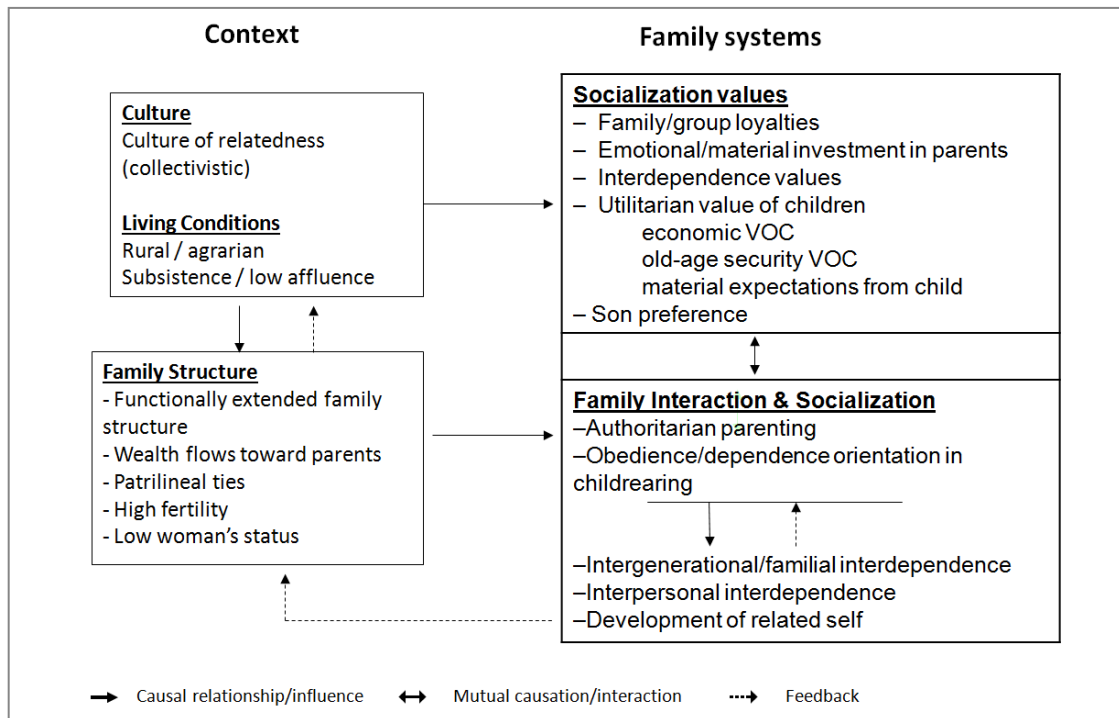 Context
Family systems
Culture
Culture of relatedness
(collectivistic)
Living Conditions
Rural / agrarian
Subsistence / low affluence
Socialization values
– Family/group loyalties
– Emotional/material investment in parents
– Interdependence values
– Utilitarian value of children
economic VOC
old-age security VOC
material expectations from child
– Son preference
Family Structure
- Functionally extended family
structure
- Wealth flows toward parents
- Patrilineal ties
- High fertility
- Low woman’s status
Family Interaction & Socialization
–Authoritarian parenting
–Obedience/dependence orientation in
childrearing
–Intergenerational/familial interdependence
–Interpersonal interdependence
–Development of related self
Causal relationship/influence
Mutual causation/interaction
Feedback